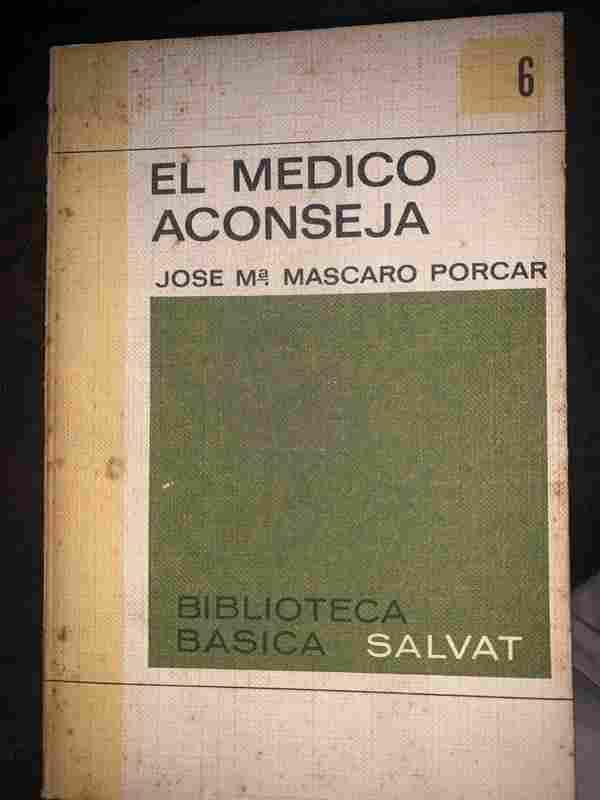 6
EL MEDICO
ACONSEJA
JOSE Mª MASCARO PORCAR
BIBLIOTECA
BASICA SALVAT